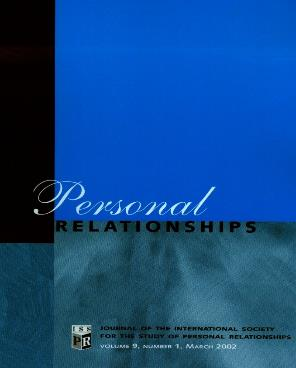 Personal
RELATIONSHIPS
ISS
PR
JOURNAL OF THE INTERNATIONAL SOCIETY
FOR THE STUDY OF PERSONAL RELATIONSHIPS
VOLUME 9, NUMBER 1, MARCH 2002